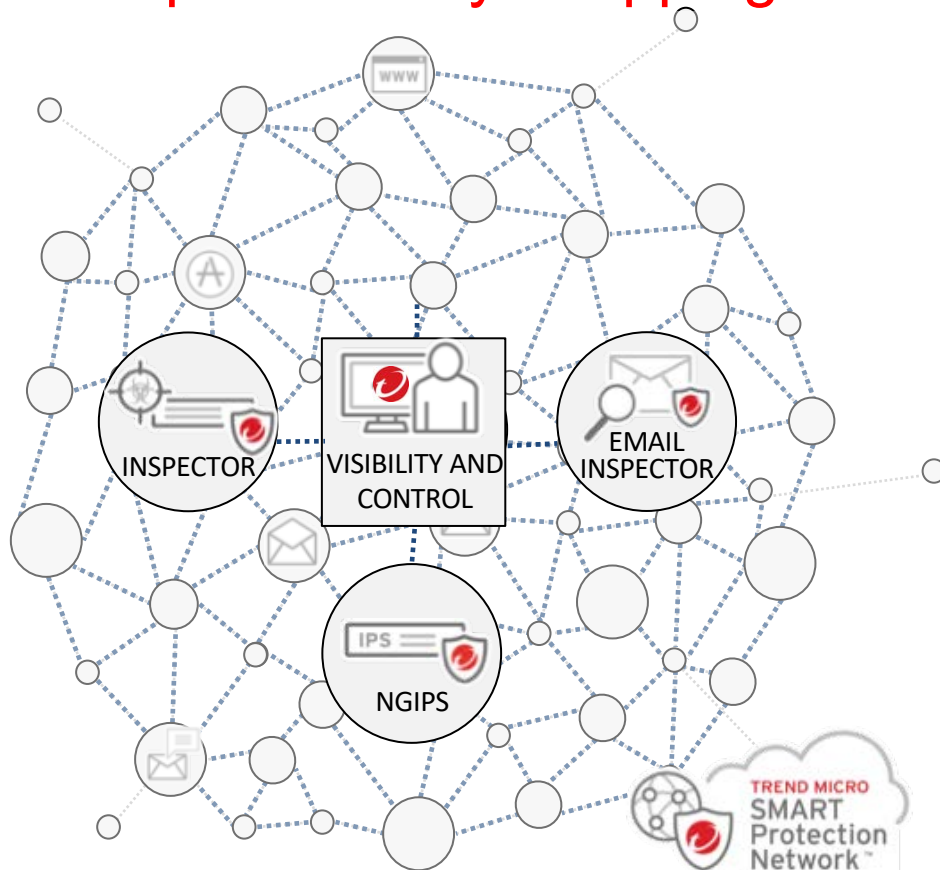 WWW
INSPECTOR
VISIBILITY AND
CONTROL
EMAIL
INSPECTOR
IPS
NGIPS
TREND MICRO
SMART
Protection
Network™